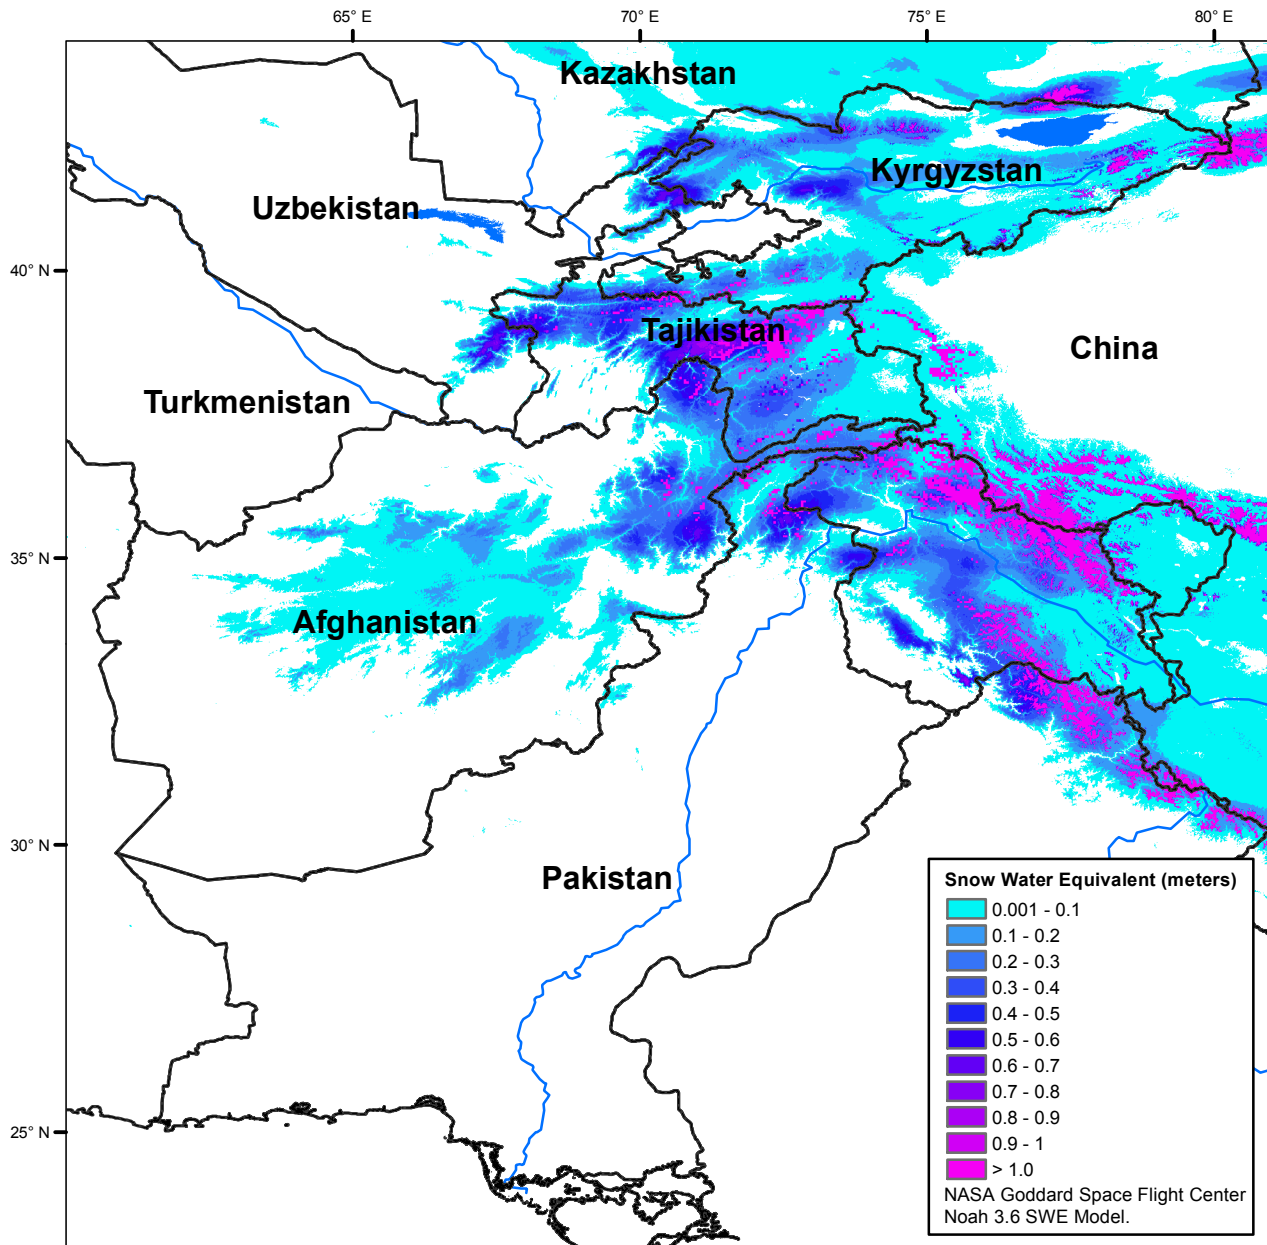 65° E
70° E
75° E
80° E
Kazakhstan
Kyrgyzstan
Uzbekistan
40° N
Tajikistan
China
Turkmenistan
35° N
Afghanistan
30° N
Pakistan
Snow Water Equivalent (meters)
0.001 - 0.1
0.1 - 0.2
0.2 - 0.3
0.3 - 0.4
0.4 - 0.5
0.5 - 0.6
0.6 - 0.7
0.7 - 0.8
0.8 - 0.9
0.9 - 1
> 1.0
NASA Goddard Space Flight Center
Noah 3.6 SWE Model.
25° N